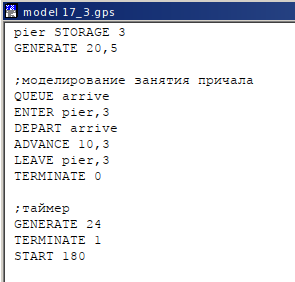 model 17_3.gps
pier STORAGE 3
GENERATE 20,5
;моделирование занятия причала
QUEUE arrive
ENTER pier,3
DEPART arrive
ADVANCE 10,3
LEAVE pier,3
TERMINATE 0
;таймер
GENERATE 24
TERMINATE 1
START 180